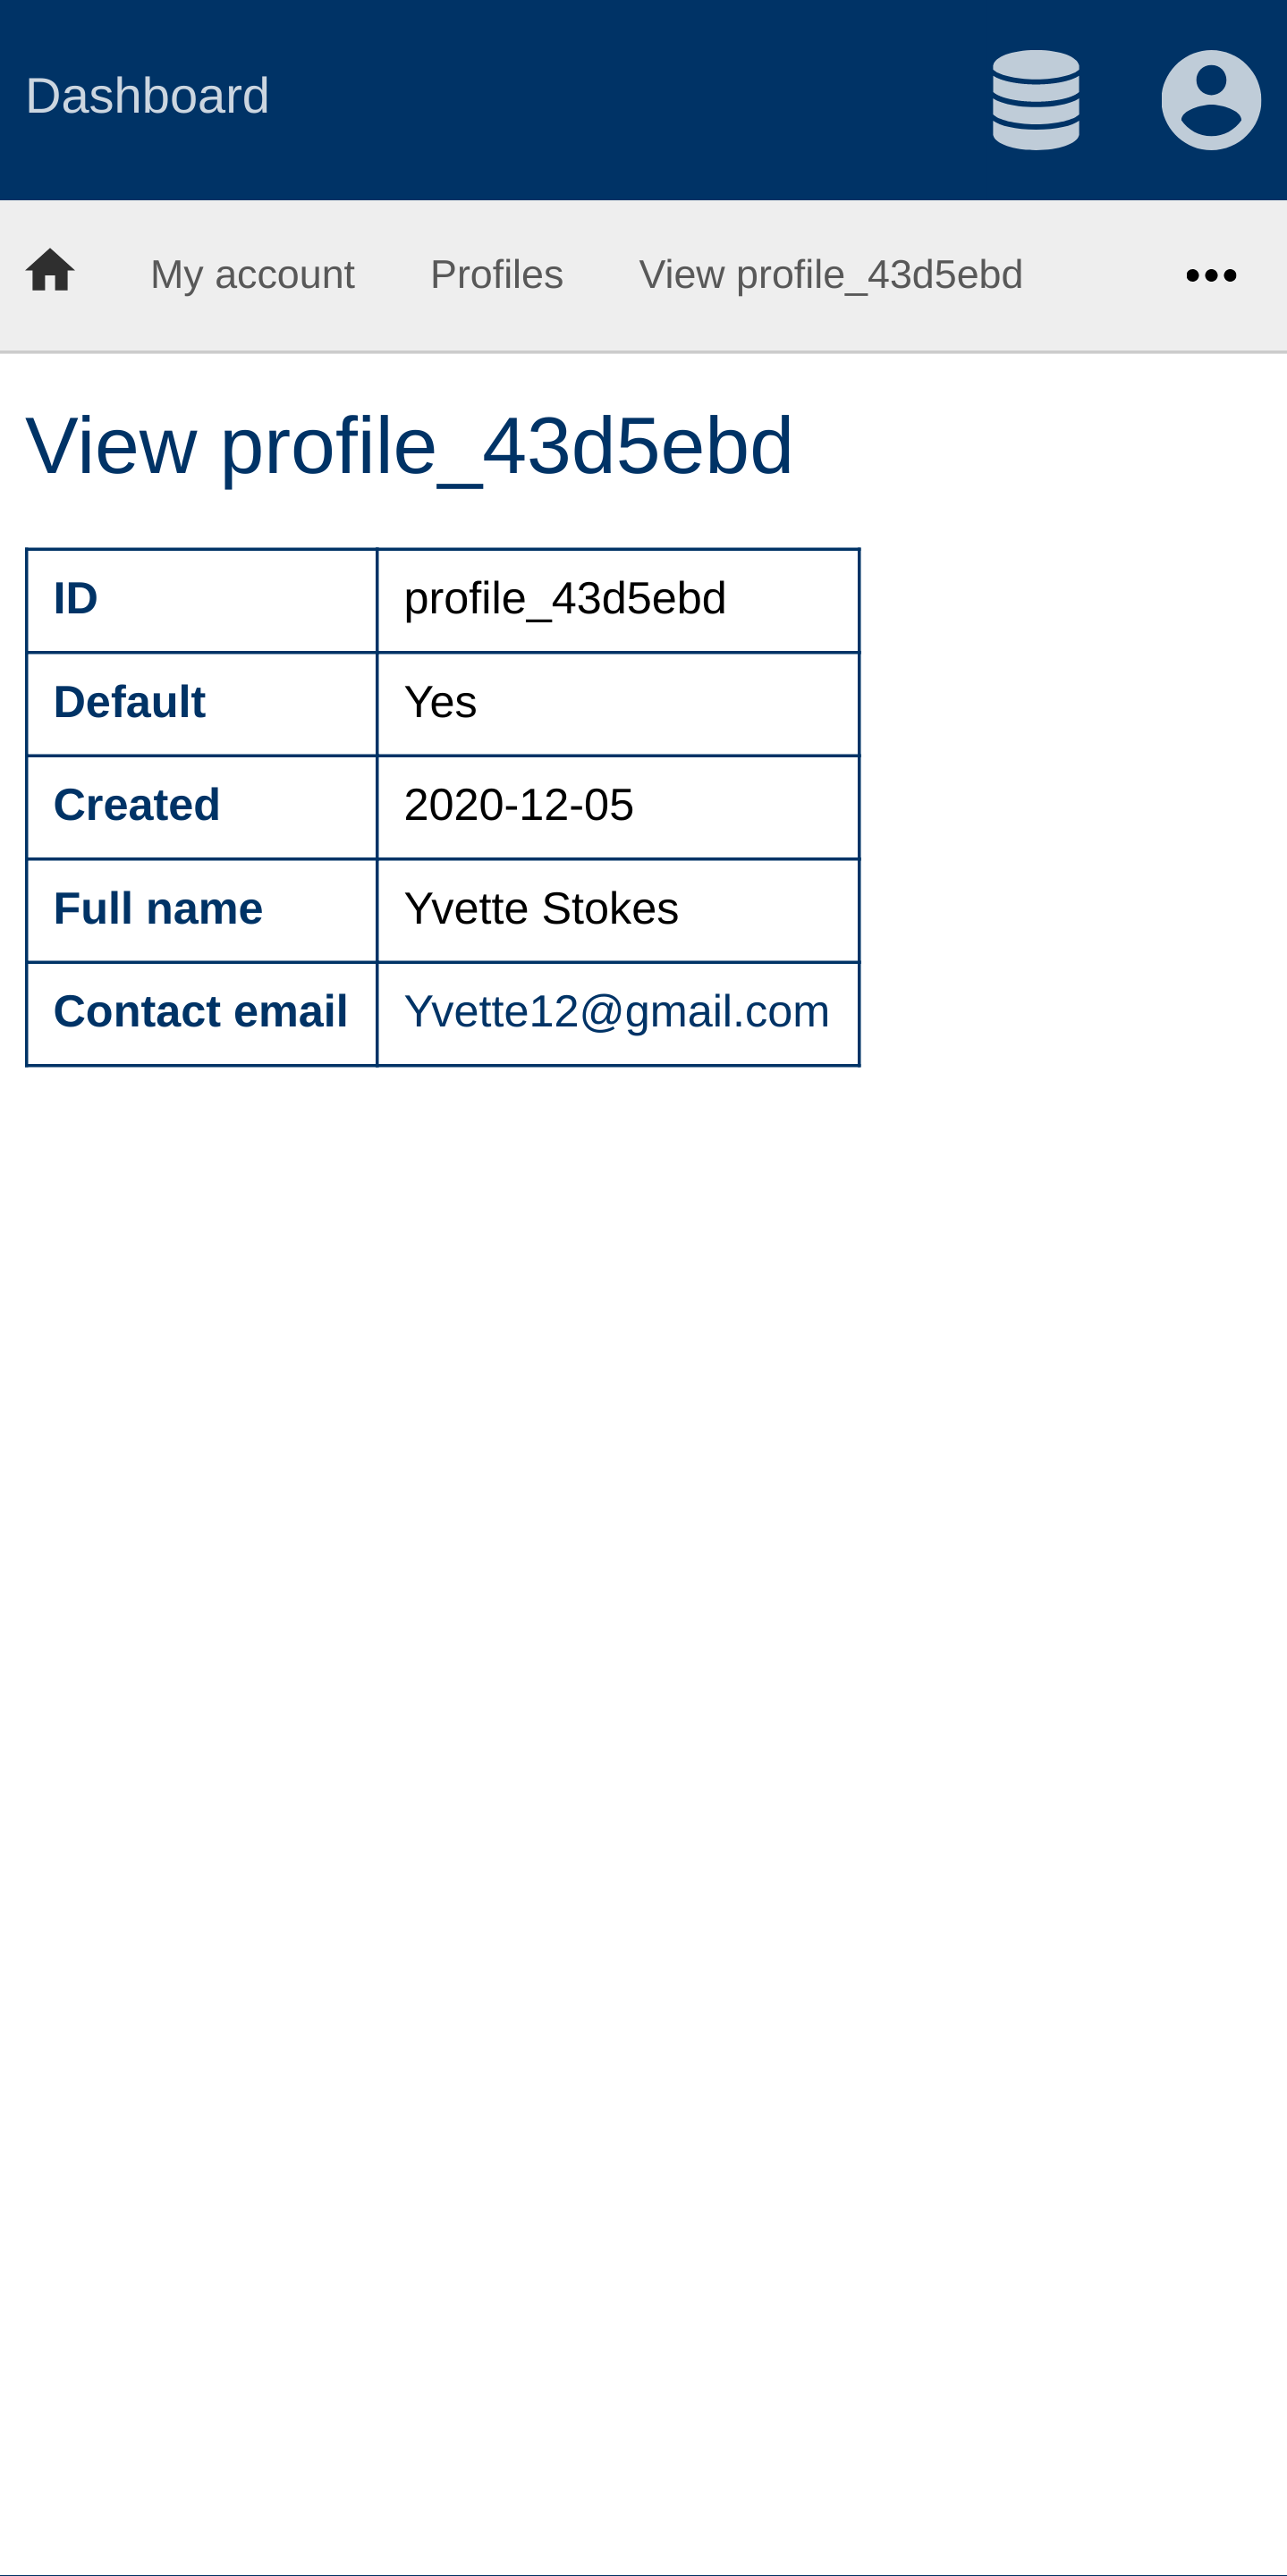 Dashboard
My account Profiles View profile_43d5ebd
View profile_43d5ebd
ID profile_43d5ebd
Default Yes
Created 2020-12-05
Full name Yvette Stokes
Contact email Yvette12@gmail.com